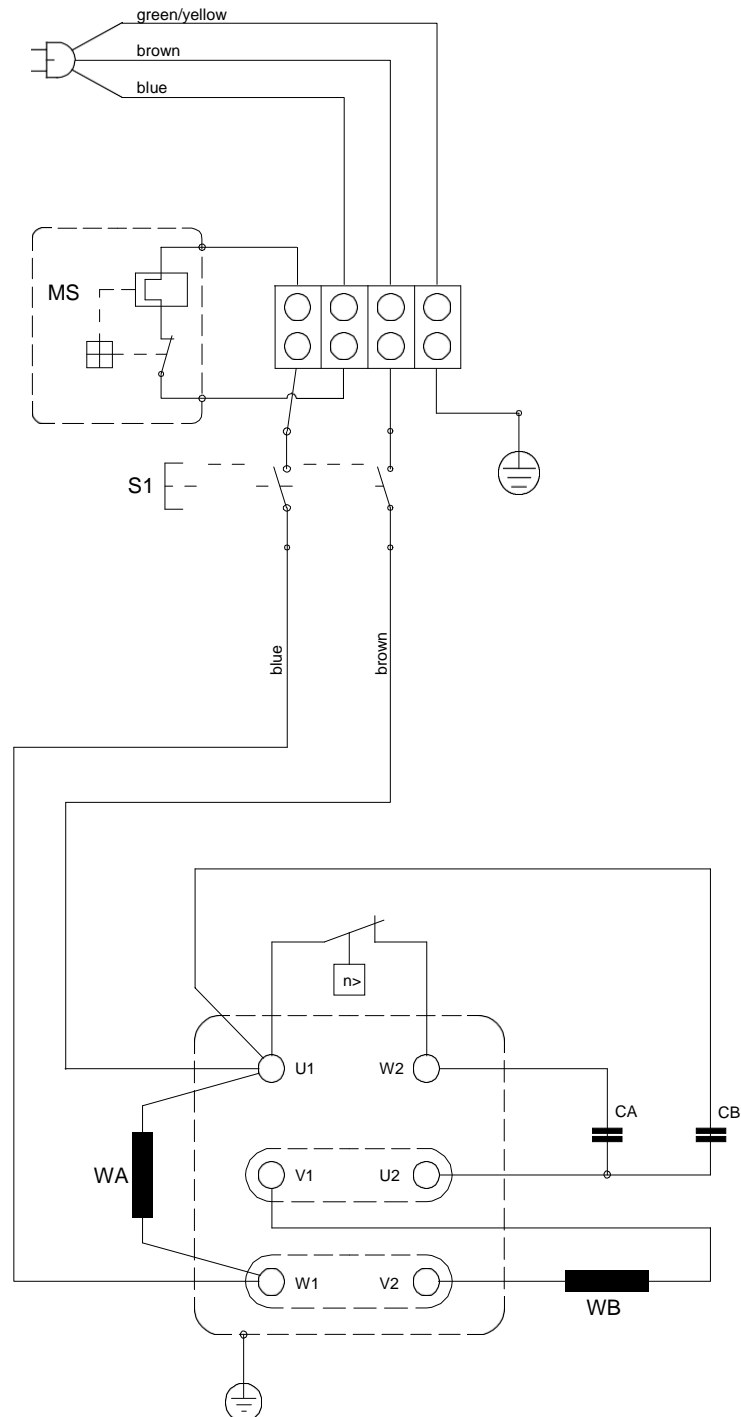 green/yellow
brown
blue
MS
S1
blue
brown
n>
U1
W2
CA
CB
WA
V1
U2
W1
V2
WB